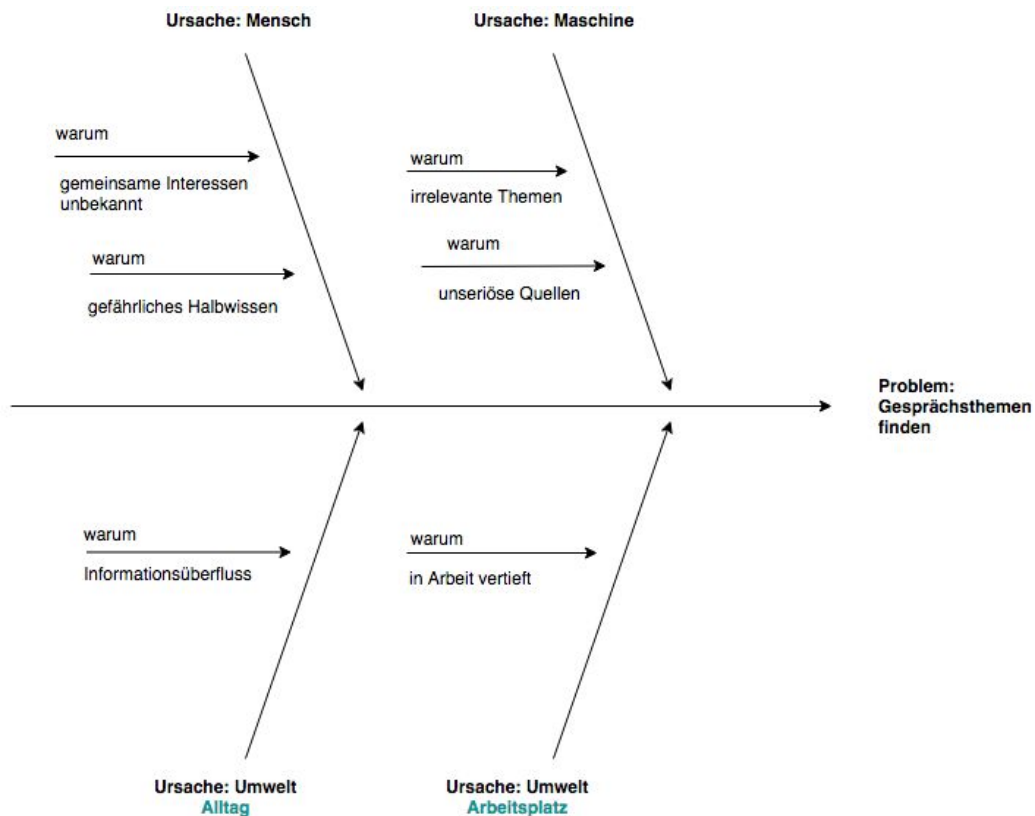 Ursache: Mensch
Ursache: Maschine
warum
gemeinsame Interessen
unbekannt
warum
gefährliches Halbwissen
warum
irrelevante Themen
warum
unseriöse Quellen
Problem:
Gesprächsthemen
finden
warum
Informationsüberfluss
warum
in Arbeit vertieft
Ursache: Umwelt
Alltag
Ursache: Umwelt
Arbeitsplatz